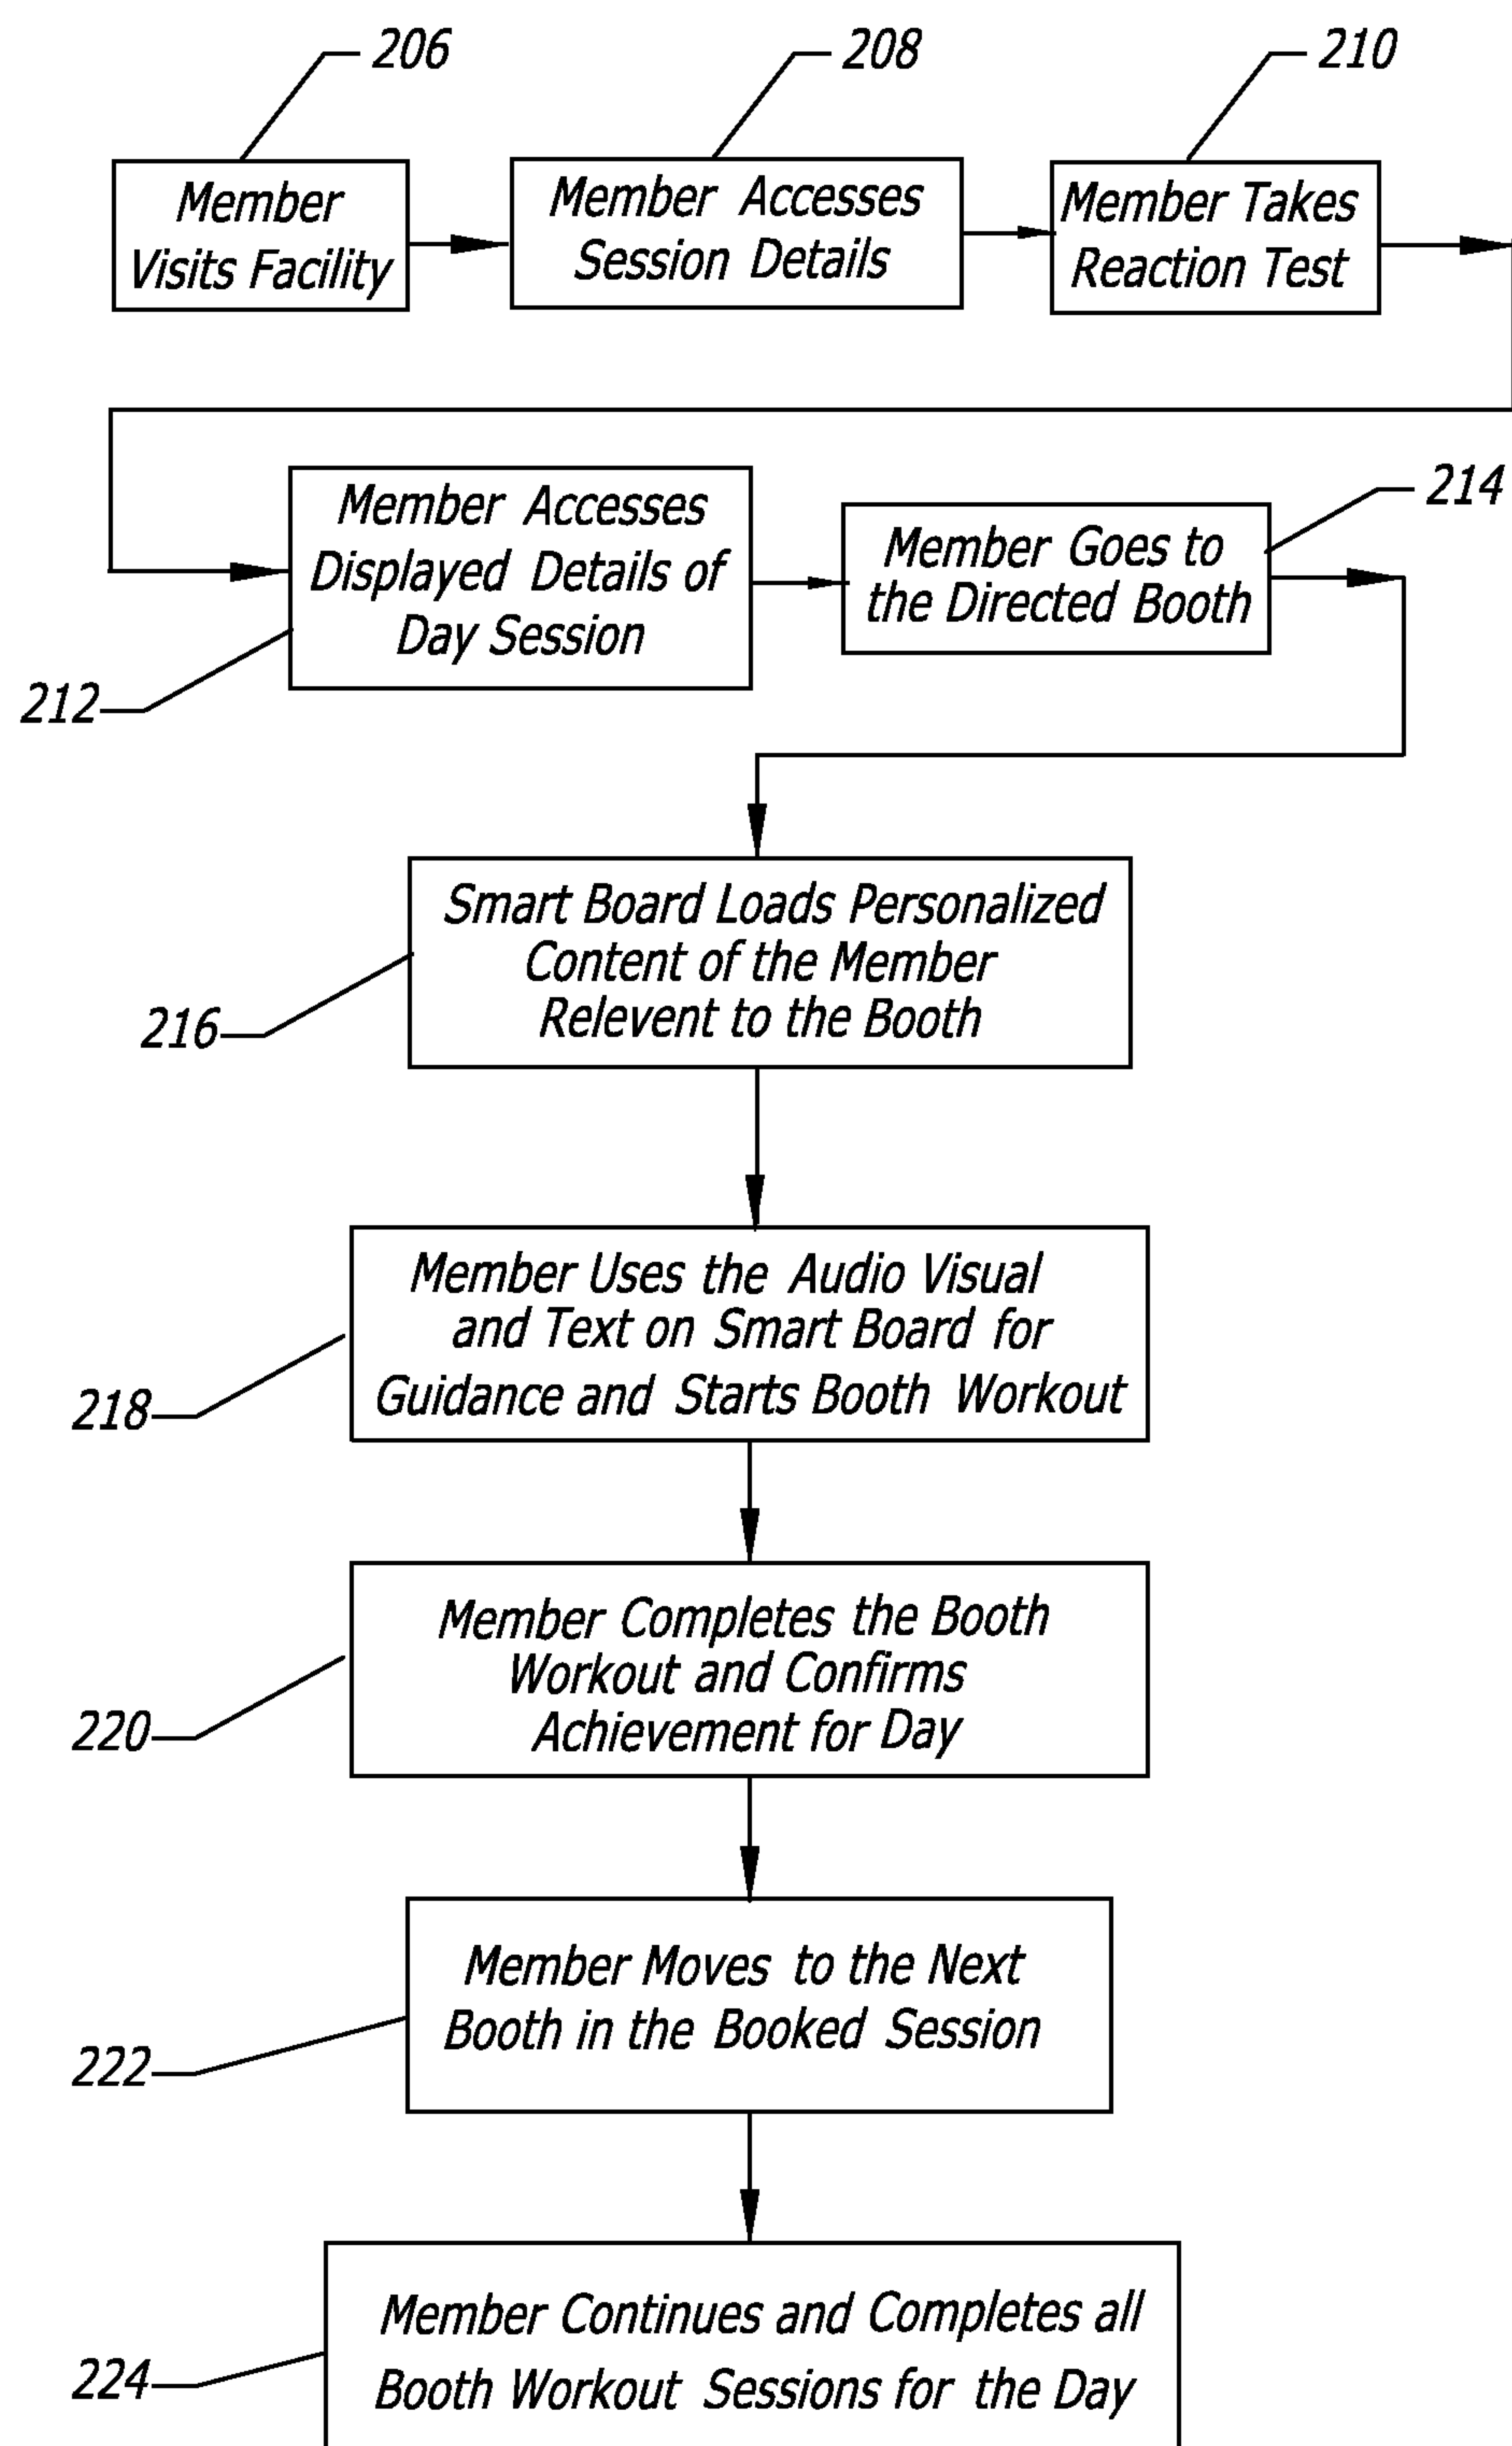 206
208
210
Member
Visits Facility
Member Accesses
Session Details
Member Takes
Reaction Test
Member Accesses
Displayed Details of
Day Session
212
Member Goes to
the Directed Booth
214
Smart Board Loads Personalized
Content of the Member
Relevent to the Booth
216
Member Uses the Audio Visual
and Text on Smart Board for
Guidance and Starts Booth Workout
218
Member Completes the Booth
Workout and Confirms
Achievement for Day
220
Member Moves to the Next
Booth in the Booked Session
222
Member Continues and Completes all
Booth Workout Sessions for the Day
224